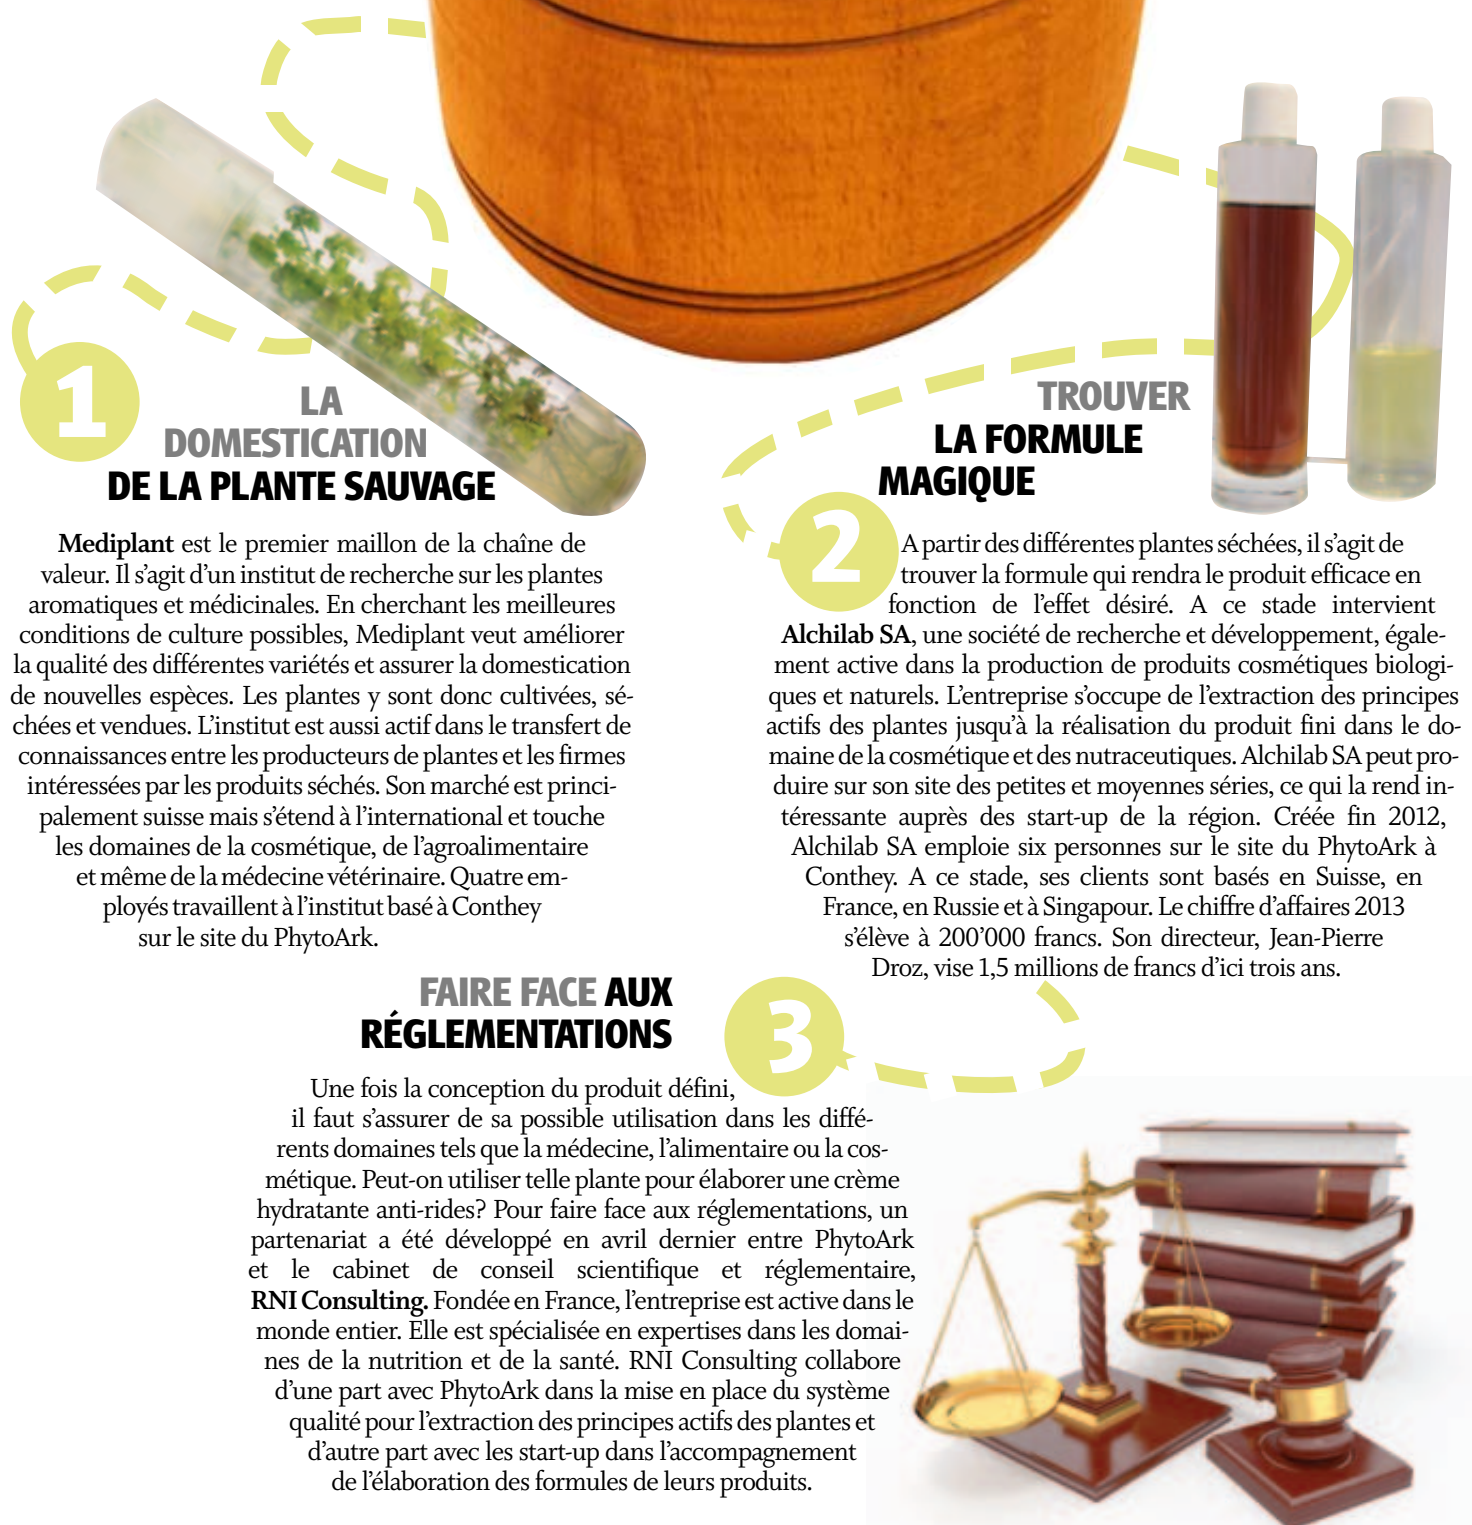 1
LA
DOMESTICATION
DE LA PLANTE SAUVAGE
Mediplant est le premier maillon de la chaîne de
valeur. Il s’agit d’un institut de recherche sur les plantes
aromatiques et médicinales. En cherchant les meilleures
conditions de culture possibles, Mediplant veut améliorer
la qualité des différentes variétés et assurer la domestication
de nouvelles espèces. Les plantes y sont donc cultivées, sé-
chées et vendues. L’institut est aussi actif dans le transfert de
connaissances entre les producteurs de plantes et les firmes
intéressées par les produits séchés. Son marché est princi-
palement suisse mais s’étend à l’international et touche
les domaines de la cosmétique, de l’agroalimentaire
et même de la médecine vétérinaire. Quatre em-
ployés travaillent à l’institut basé à Conthey
sur le site du PhytoArk.
TROUVER
LA FORMULE
MAGIQUE
2
A partir des différentes plantes séchées, il s’agit de
trouver la formule qui rendra le produit efficace en
fonction de l’effet désiré. A ce stade intervient
Alchilab SA, une société de recherche et développement, égale-
ment active dans la production de produits cosmétiques biologi-
ques et naturels. L’entreprise s’occupe de l’extraction des principes
actifs des plantes jusqu’à la réalisation du produit fini dans le do-
maine de la cosmétique et des nutraceutiques. Alchilab SA peut pro-
duire sur son site des petites et moyennes séries, ce qui la rend in-
téressante auprès des start-up de la région. Créée fin 2012,
Alchilab SA emploie six personnes sur le site du PhytoArk à
Conthey. A ce stade, ses clients sont basés en Suisse, en
France, en Russie et à Singapour. Le chiffre d’affaires 2013
s’élève à 200’000 francs. Son directeur, Jean-Pierre
Droz, vise 1,5 millions de francs d’ici trois ans.
FAIRE FACE AUX
RÉGLEMENTATIONS
3
Une fois la conception du produit défini,
il faut s’assurer de sa possible utilisation dans les diffé-
rents domaines tels que la médecine, l’alimentaire ou la cos-
métique. Peut-on utiliser telle plante pour élaborer une crème
hydratante anti-rides? Pour faire face aux réglementations, un
partenariat a été développé en avril dernier entre PhytoArk
et le cabinet de conseil scientifique et réglementaire,
RNI Consulting. Fondée en France, l’entreprise est active dans le
monde entier. Elle est spécialisée en expertises dans les domai-
nes de la nutrition et de la santé. RNI Consulting collabore
d’une part avec PhytoArk dans la mise en place du système
qualité pour l’extraction des principes actifs des plantes et
d’autre part avec les start-up dans l’accompagnement
de l’élaboration des formules de leurs produits.